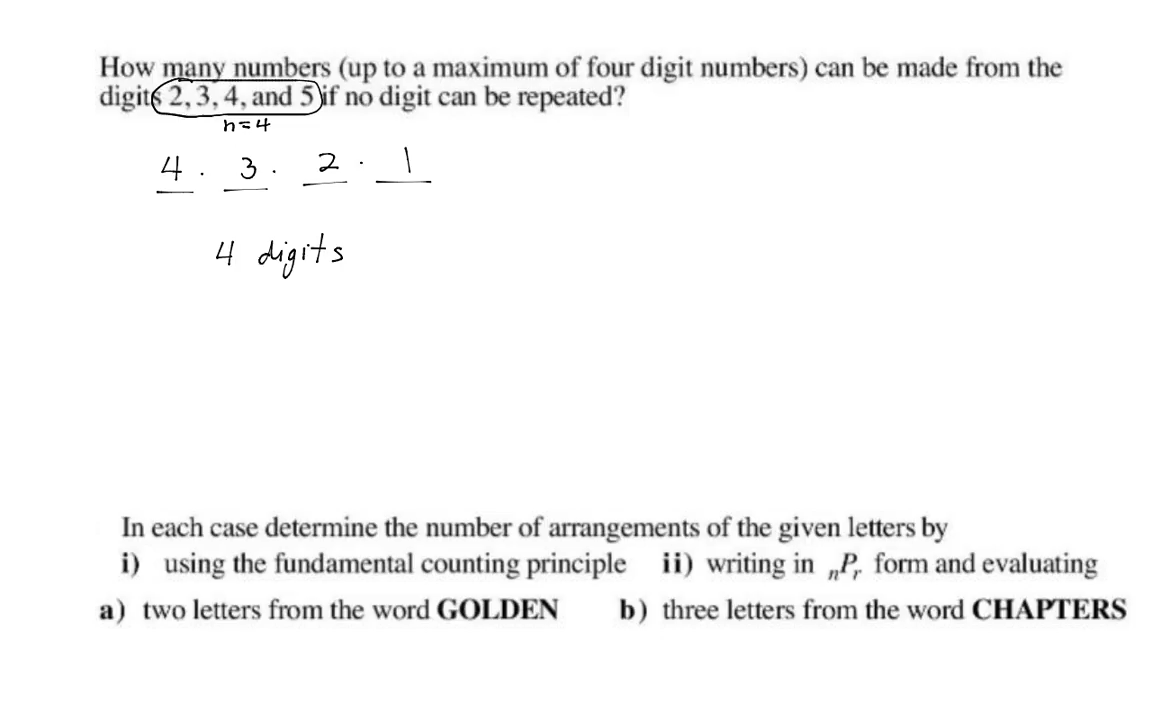 How many numbers (up to a maximum of four digit numbers) can be made from the
digits 2, 3, 4, and 5 if no digit can be repeated?
n=4
4 · 3 · 2 · 1
4 digits
In each case determine the number of arrangements of the given letters by
i) using the fundamental counting principle ii) writing in ₙPᵣ form and evaluating
a) two letters from the word GOLDEN b) three letters from the word CHAPTERS